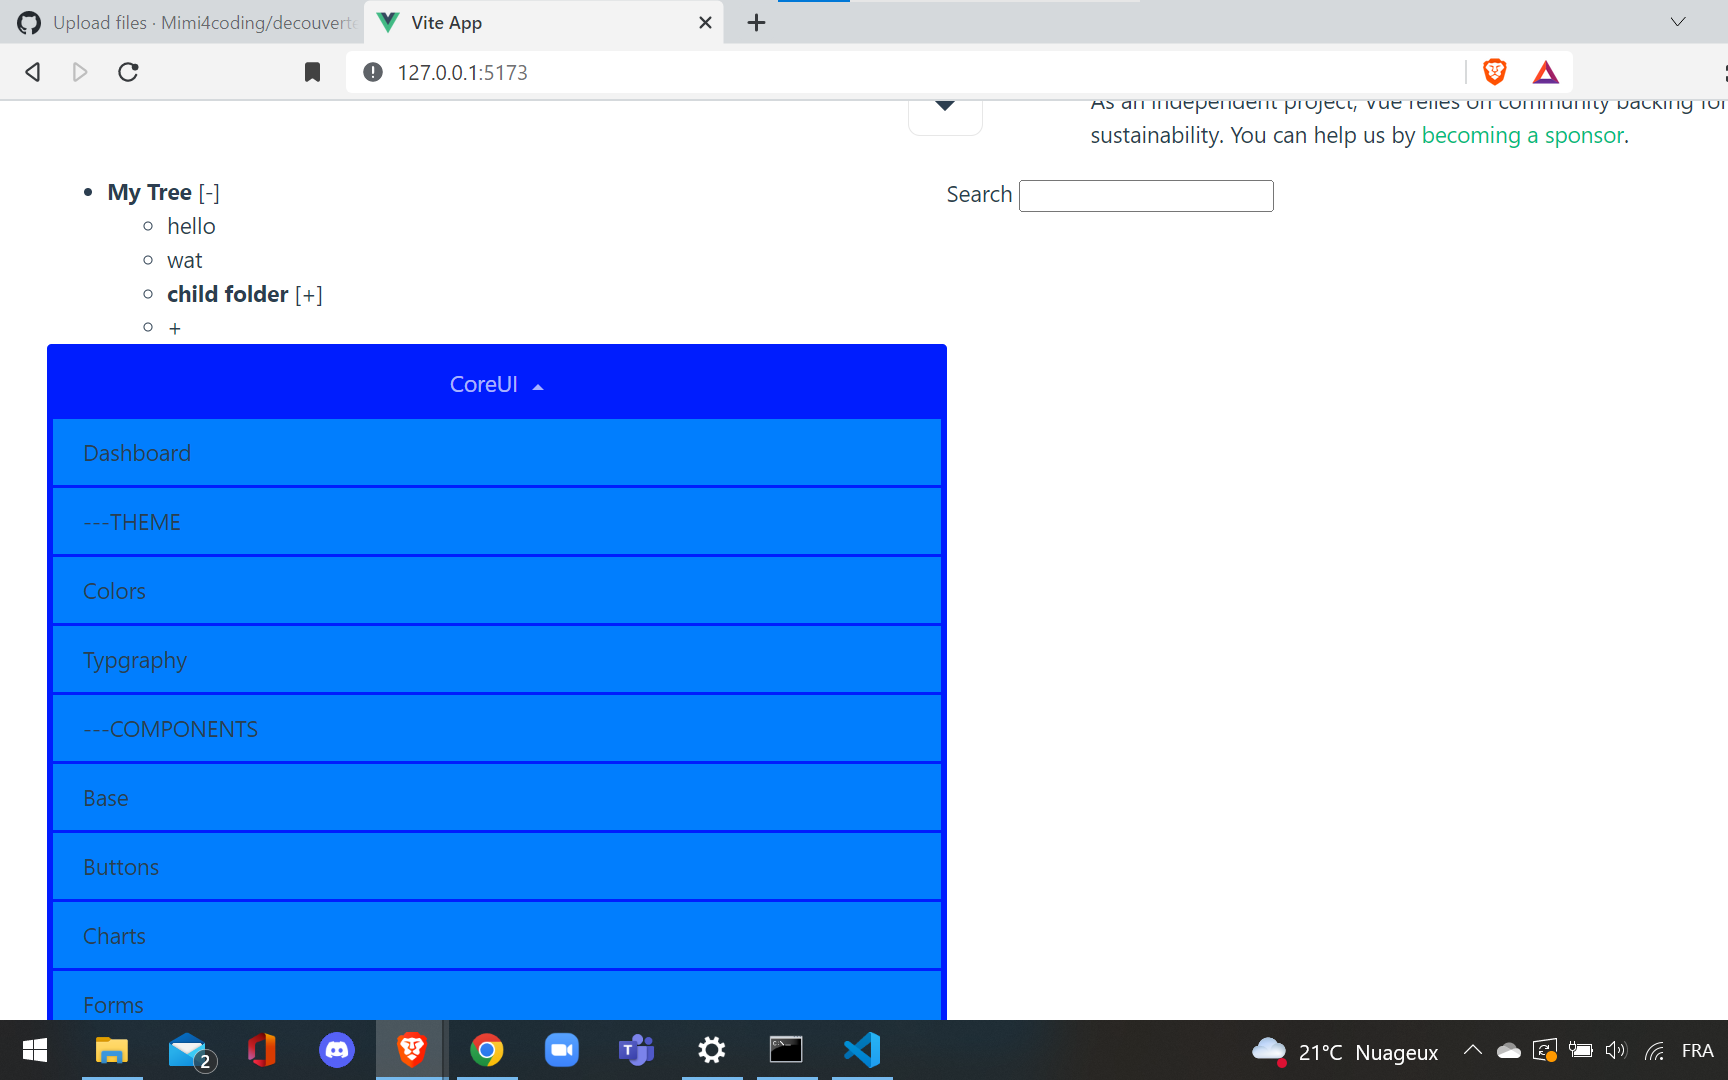 Upload files · Mimi4coding/decouverte
Vite App
127.0.0.1:5173
As an independent project, Vue relies on community backing for
sustainability. You can help us by becoming a sponsor.
My Tree [-]
Search
hello
wat
child folder [+]
+
CoreUI
Dashboard
---THEME
Colors
Typgraphy
---COMPONENTS
Base
Buttons
Charts
Forms
2
21°C Nuageux
FRA